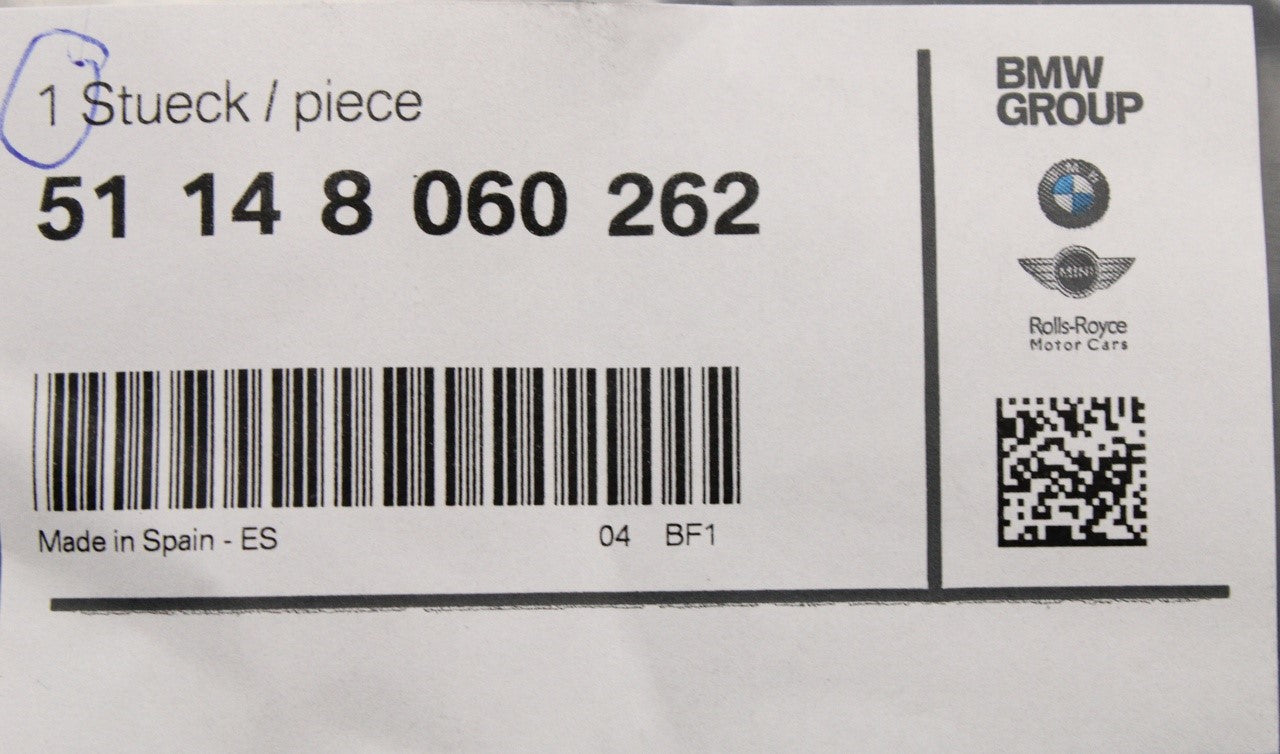 1 Stueck / piece
51 14 8 060 262
Made in Spain - ES
04 BF1
BMW
GROUP
MINI
Rolls-Royce
Motor Cars